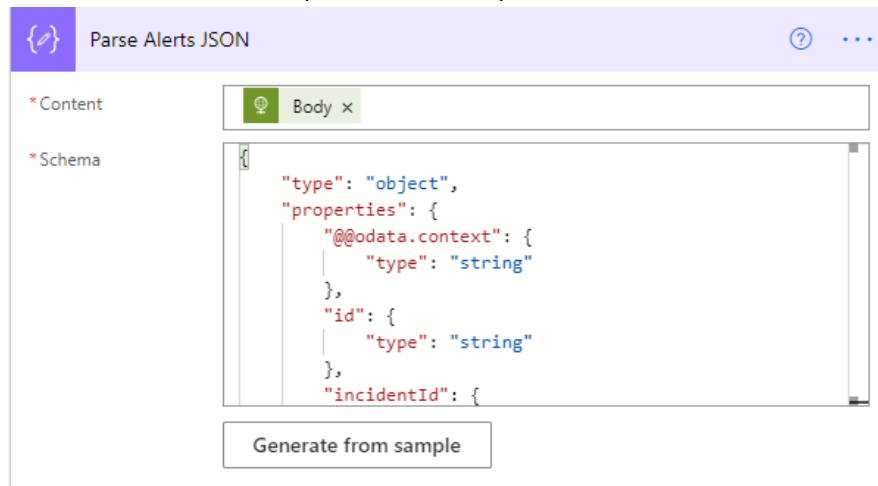 Parse Alerts JSON
* Content
Body ×
* Schema
{
"type": "object",
"properties": {
"@@odata.context": {
"type": "string"
},
"id": {
"type": "string"
},
"incidentId": {
Generate from sample